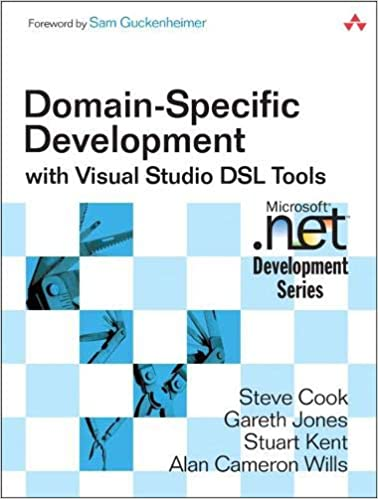 Foreword by Sam Guckenheimer
Domain-Specific
Development
with Visual Studio DSL Tools
Microsoft®
.net™
Development
Series
Steve Cook
Gareth Jones
Stuart Kent
Alan Cameron Wills